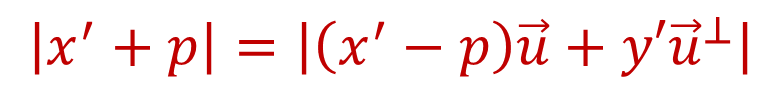 |x′ + p| = |(x′ − p)u⃗ + y′u⃗⊥|